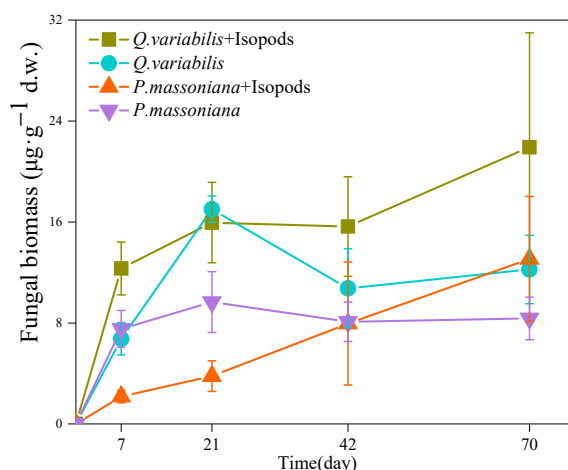 32
24
16
8
0
Fungal biomass (μg·g⁻¹ d.w.)
Q.variabilis+Isopods
Q.variabilis
P.massoniana+Isopods
P.massoniana
7 21 42 70
Time(day)